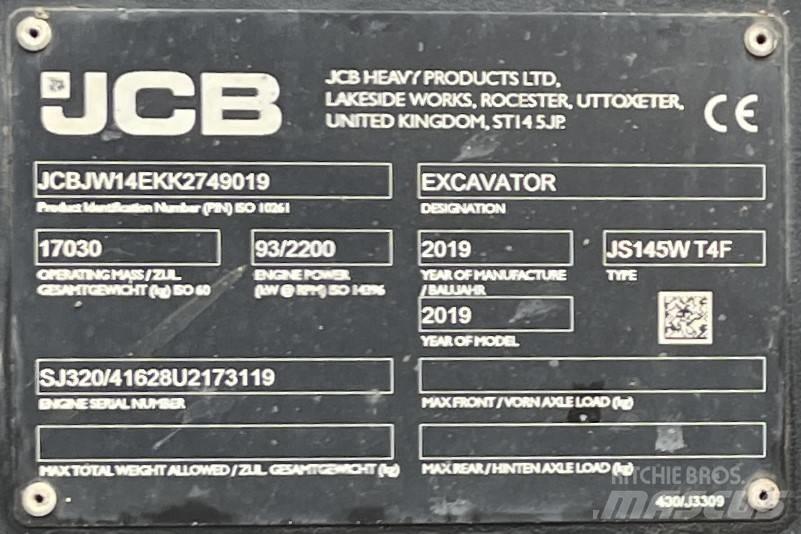 JCB
JCB HEAVY PRODUCTS LTD,
LAKESIDE WORKS, ROCESTER, UTTOXETER,
UNITED KINGDOM, ST14 5JP.
CE
JCBJW14EKK2749019
Product Identification Number (PIN) ISO 10261
EXCAVATOR
DESIGNATION
17030
OPERATING MASS / ZUL.
GESAMTGEWICHT (kg) ISO 60
93/2200
ENGINE POWER
(kW @ RPM) ISO 14396
2019
YEAR OF MANUFACTURE
/ BAUJAHR
JS145W T4F
TYPE
2019
YEAR OF MODEL
SJ320/41628U2173119
ENGINE SERIAL NUMBER
MAX FRONT / VORN AXLE LOAD (kg)
MAX TOTAL WEIGHT ALLOWED / ZUL. GESAMTGEWICHT (kg)
MAX REAR / HINTEN AXLE LOAD (kg)
RITCHIE BROS.
MASCUS
400/J3309